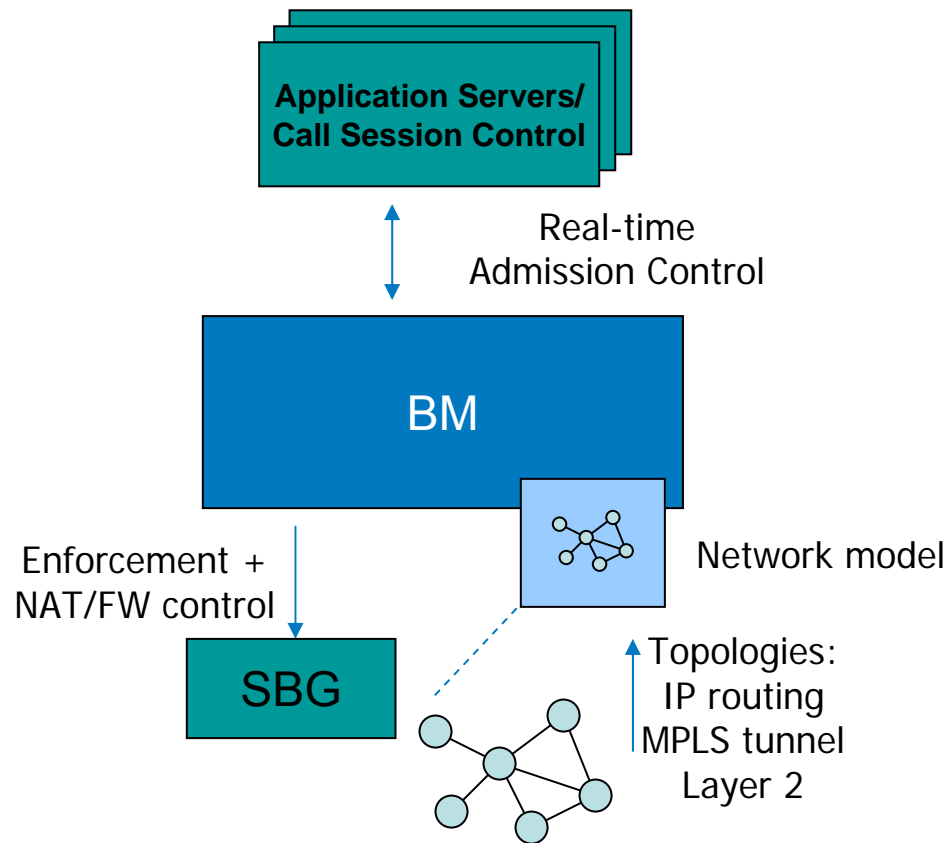 Application Servers/
Call Session Control
Real-time
Admission Control
BM
Enforcement +
NAT/FW control
Network model
SBG
Topologies:
IP routing
MPLS tunnel
Layer 2